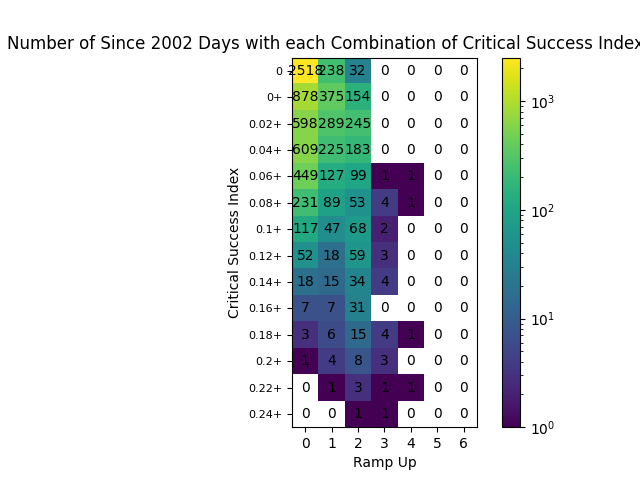 Number of Since 2002 Days with each Combination of Critical Success Index
0 2518 238 32 0 0 0 0
0+ 878 375 154 0 0 0 0
0.02+ 598 289 245 0 0 0 0
0.04+ 609 225 183 0 0 0 0
0.06+ 449 127 99 1 1 0 0
0.08+ 231 89 53 4 1 0 0
0.1+ 117 47 68 2 0 0 0
0.12+ 52 18 59 3 0 0 0
0.14+ 18 15 34 4 0 0 0
0.16+ 7 7 31 0 0 0 0
0.18+ 3 6 15 4 1 0 0
0.2+ 1 4 8 3 0 0 0
0.22+ 0 1 3 1 1 0 0
0.24+ 0 0 1 1 0 0 0
0 1 2 3 4 5 6
Ramp Up
Critical Success Index
10³
10²
10¹
10⁰